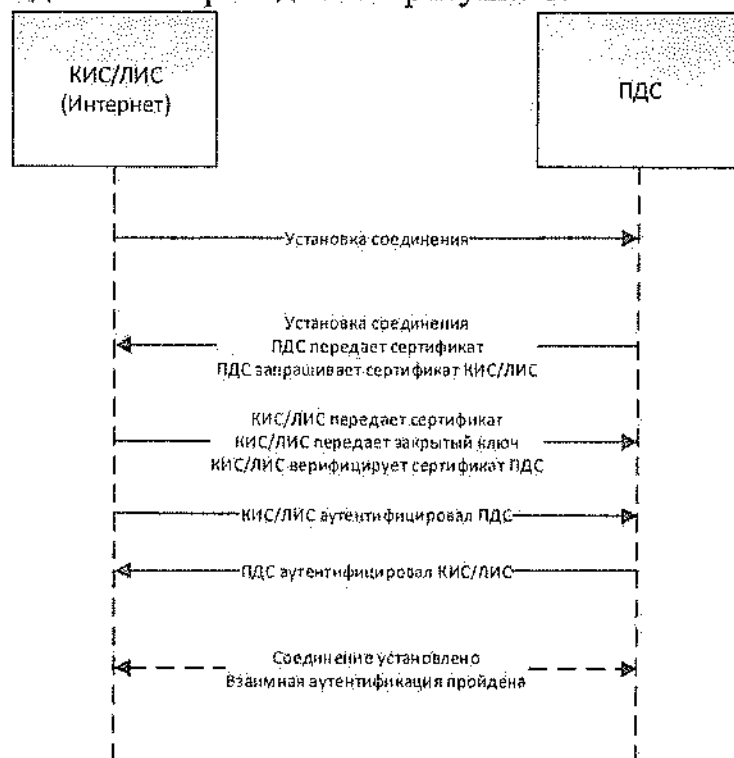 КИС/ЛИС
(Интернет)
ПДС
Установка соединения
Установка соединения
ПДС передает сертификат
ПДС запрашивает сертификат КИС/ЛИС
КИС/ЛИС передает сертификат
КИС/ЛИС передает закрытый ключ
КИС/ЛИС верифицирует сертификат ПДС
КИС/ЛИС аутентифицировал ПДС
ПДС аутентифицировал КИС/ЛИС
Соединение установлено
Взаимная аутентификация пройдена